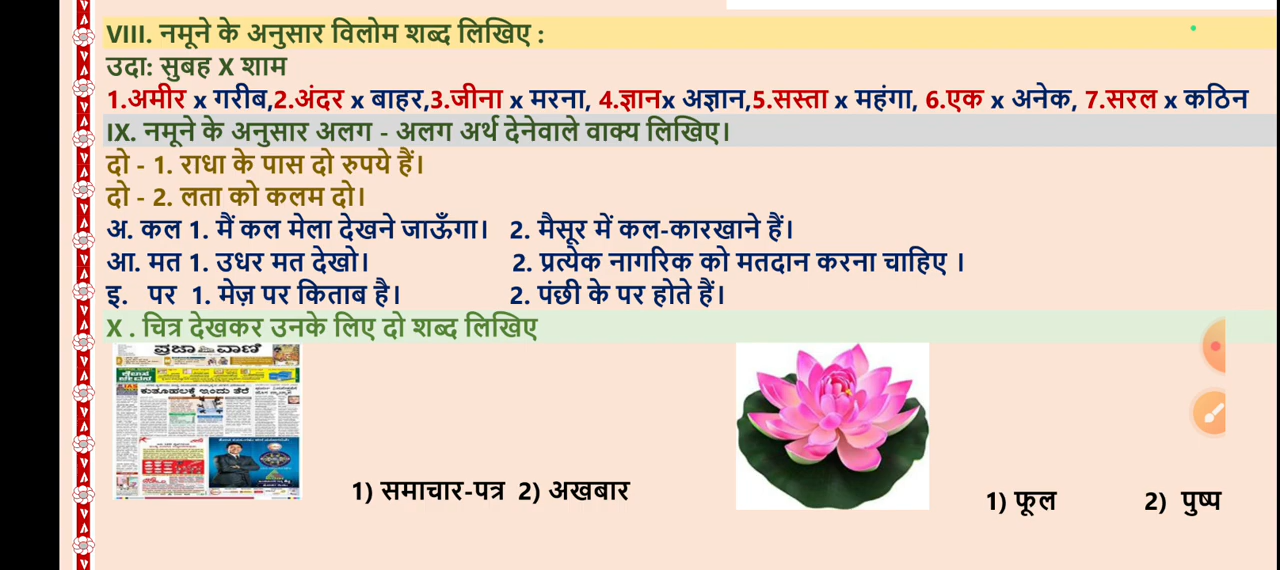 VIII. नमूने के अनुसार विलोम शब्द लिखिए :
उदा: सुबह X शाम
1.अमीर x गरीब,2.अंदर x बाहर,3.जीना x मरना, 4.ज्ञानx अज्ञान,5.सस्ता x महंगा, 6.एक x अनेक, 7.सरल x कठिन
IX. नमूने के अनुसार अलग - अलग अर्थ देनेवाले वाक्य लिखिए।
दो - 1. राधा के पास दो रुपये हैं।
दो - 2. लता को कलम दो।
अ. कल 1. मैं कल मेला देखने जाऊँगा। 2. मैसूर में कल-कारखाने हैं।
आ. मत 1. उधर मत देखो। 2. प्रत्येक नागरिक को मतदान करना चाहिए ।
इ. पर 1. मेज़ पर किताब है। 2. पंछी के पर होते हैं।
X . चित्र देखकर उनके लिए दो शब्द लिखिए
ಪ್ರಜಾವಾಣಿ
ಕುತೂಹಲಕ್ಕೆ ಇಂದು ತೆರೆ
1) समाचार-पत्र 2) अखबार
1) फूल 2) पुष्प